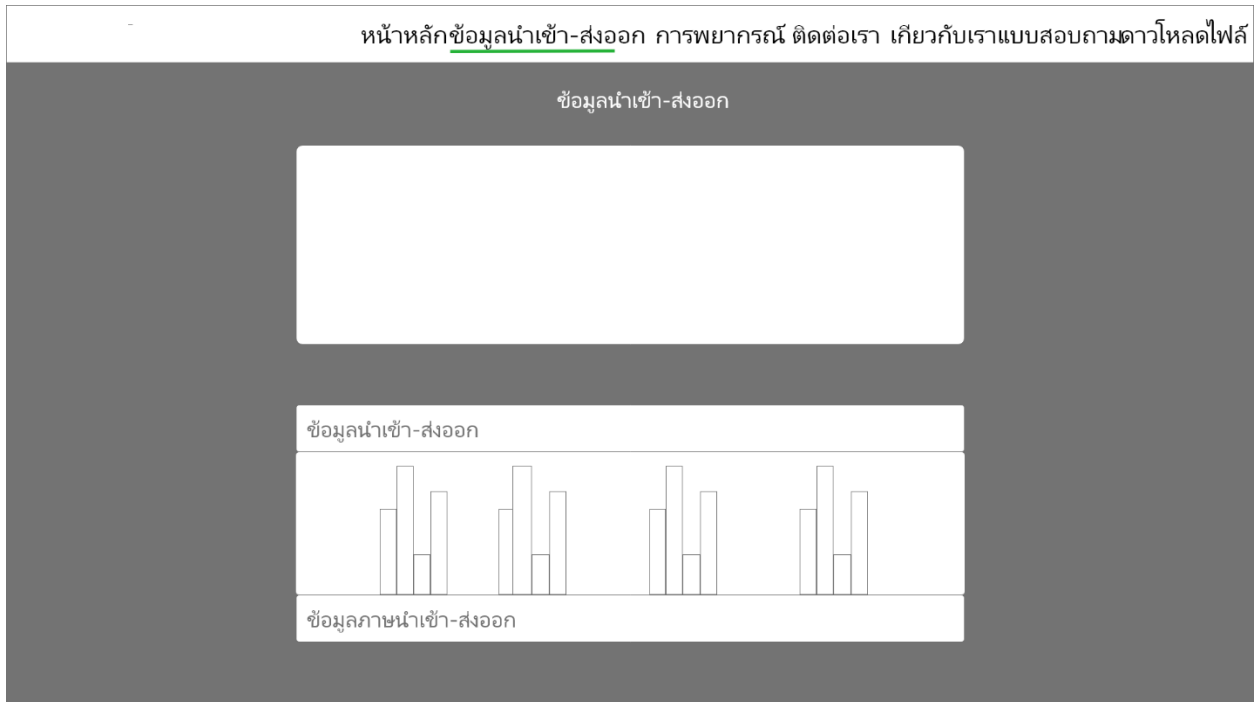 หน้าหลัก ข้อมูลนำเข้า-ส่งออก การพยากรณ์ ติดต่อเรา เกียวกับเรา แบบสอบถาม ดาวโหลดไฟล์
ข้อมูลนำเข้า-ส่งออก
ข้อมูลนำเข้า-ส่งออก
ข้อมูลภาษนำเข้า-ส่งออก